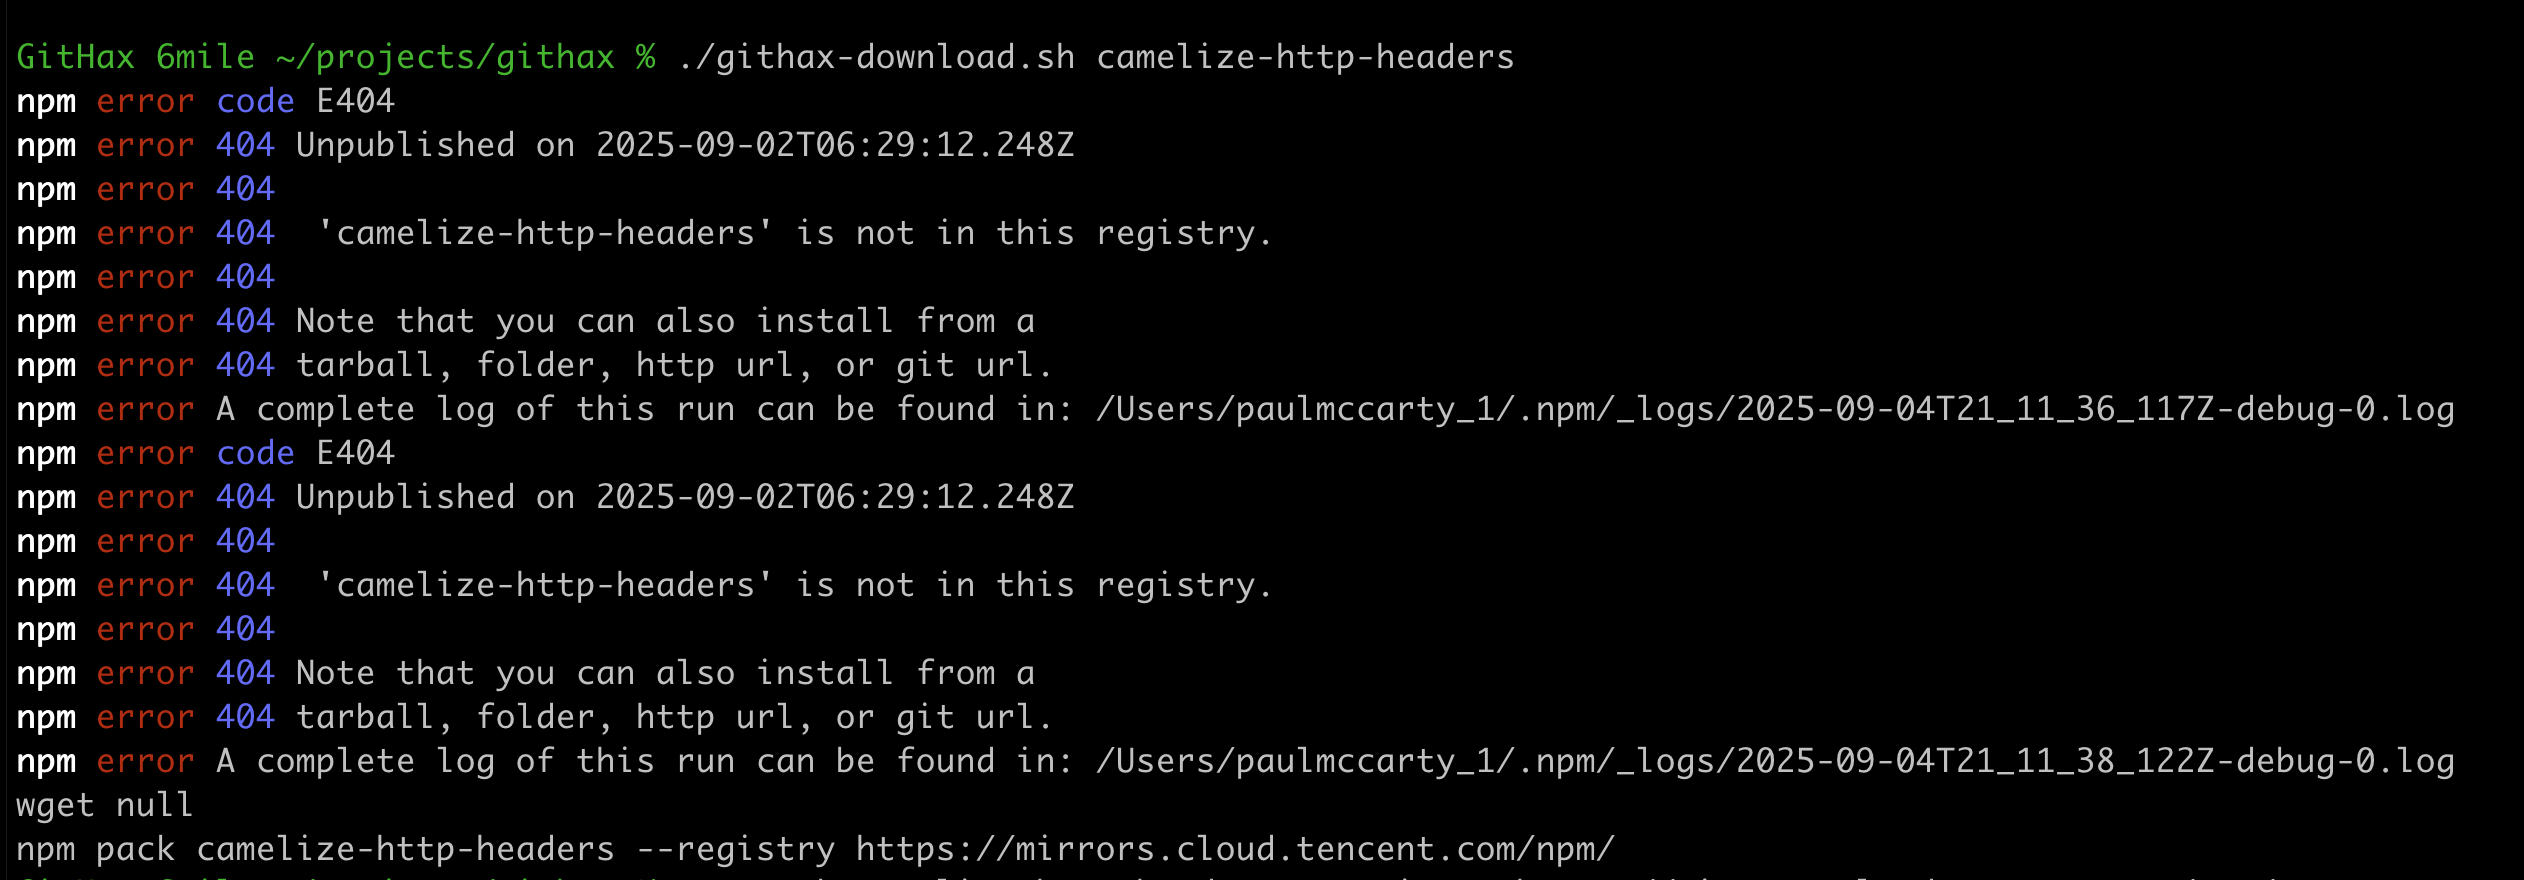 GitHax 6mile ~/projects/githax % ./githax-download.sh camelize-http-headers
npm error code E404
npm error 404 Unpublished on 2025-09-02T06:29:12.248Z
npm error 404
npm error 404  'camelize-http-headers' is not in this registry.
npm error 404
npm error 404 Note that you can also install from a
npm error 404 tarball, folder, http url, or git url.
npm error A complete log of this run can be found in: /Users/paulmccarty_1/.npm/_logs/2025-09-04T21_11_36_117Z-debug-0.log
npm error code E404
npm error 404 Unpublished on 2025-09-02T06:29:12.248Z
npm error 404
npm error 404  'camelize-http-headers' is not in this registry.
npm error 404
npm error 404 Note that you can also install from a
npm error 404 tarball, folder, http url, or git url.
npm error A complete log of this run can be found in: /Users/paulmccarty_1/.npm/_logs/2025-09-04T21_11_38_122Z-debug-0.log
wget null
npm pack camelize-http-headers --registry https://mirrors.cloud.tencent.com/npm/